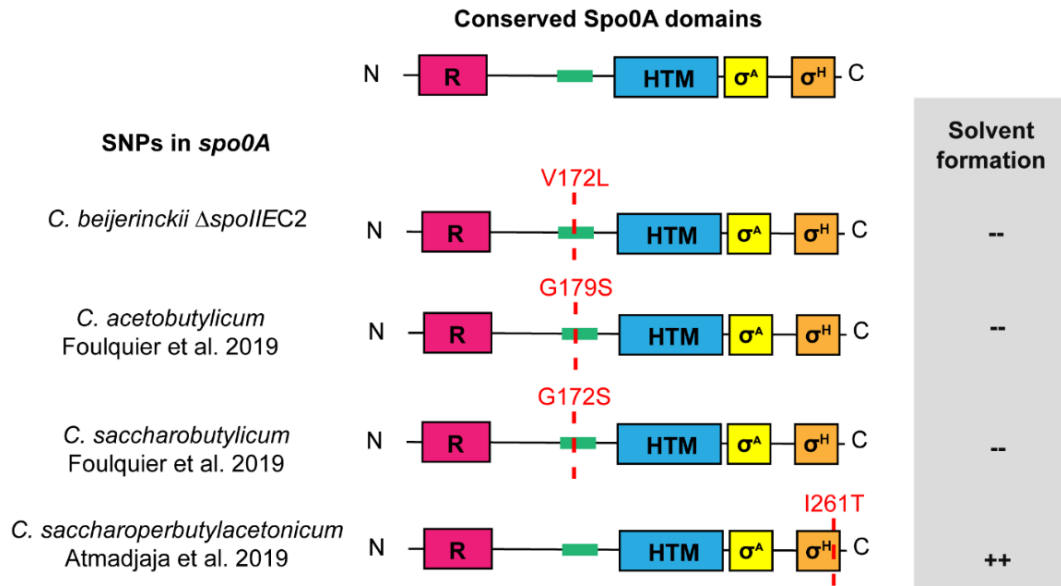 Conserved Spo0A domains
N R HTM σᴬ σᴴ C
SNPs in spo0A
Solvent
formation
V172L
C. beijerinckii ΔspoIIEC2
N R HTM σᴬ σᴴ C --
G179S
C. acetobutylicum
Foulquier et al. 2019
N R HTM σᴬ σᴴ C --
G172S
C. saccharobutylicum
Foulquier et al. 2019
N R HTM σᴬ σᴴ C --
I261T
C. saccharoperbutylacetonicum
Atmadjaja et al. 2019
N R HTM σᴬ σᴴ C ++